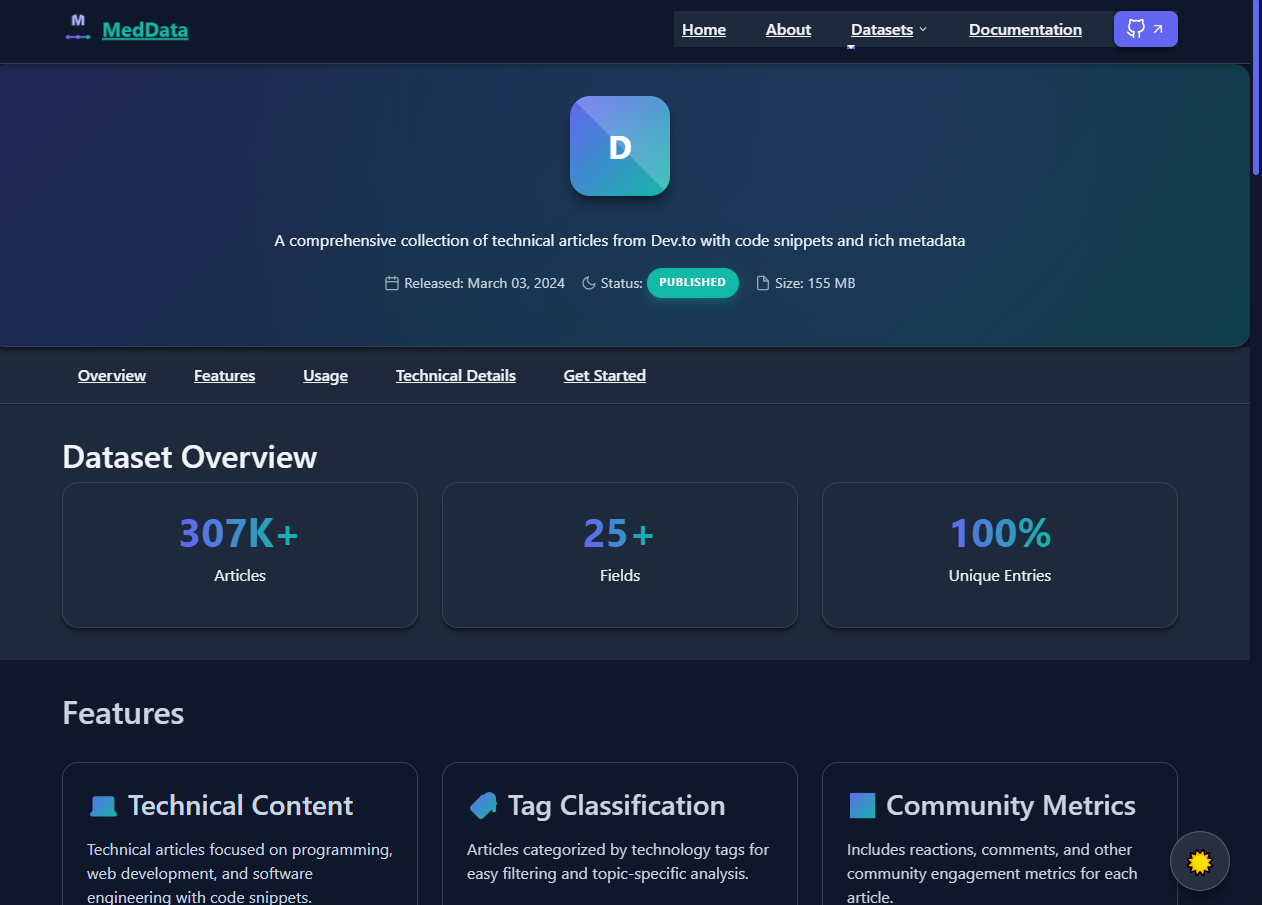 M
MedData
Home About Datasets Documentation
D
A comprehensive collection of technical articles from Dev.to with code snippets and rich metadata
Released: March 03, 2024 Status: PUBLISHED Size: 155 MB
Overview Features Usage Technical Details Get Started
Dataset Overview
307K+
Articles
25+
Fields
100%
Unique Entries
Features
Technical Content
Technical articles focused on programming,
web development, and software
engineering with code snippets.
Tag Classification
Articles categorized by technology tags for
easy filtering and topic-specific analysis.
Community Metrics
Includes reactions, comments, and other
community engagement metrics for each
article.